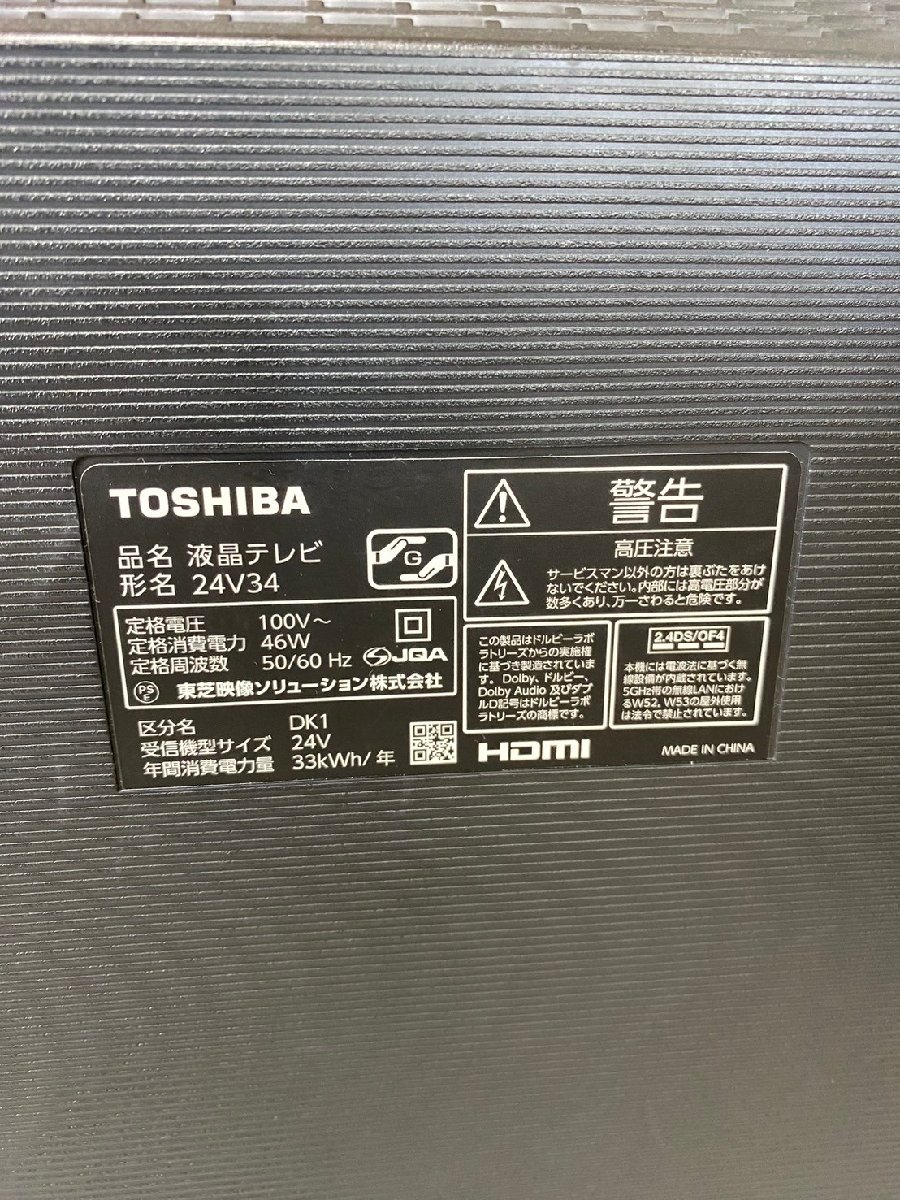 TOSHIBA
品名 液晶テレビ
形名 24V34
G
定格電圧 100V～
定格消費電力 46W
定格周波数 50/60 Hz
JQA
PS
E
東芝映像ソリューション株式会社
区分名 DK1
受信機型サイズ 24V
年間消費電力量 33kWh/年
警告
高圧注意
サービスマン以外の方は裏ぶたをあけ
ないでください。内部には高電圧部分が
数多くあり、万一さわると危険です。
この製品はドルビーラボ
ラトリーズからの実施権
に基づき製造されていま
す。Dolby、ドルビー、
Dolby Audio 及びダブ
ルD記号はドルビーラボ
ラトリーズの商標です。
2.4DS/OF4
本機には電波法に基づく無
線設備が内蔵されています。
5GHz帯の無線LANにおけ
るW52、W53の屋外使用
は法令で禁止されています。
HDMI
MADE IN CHINA